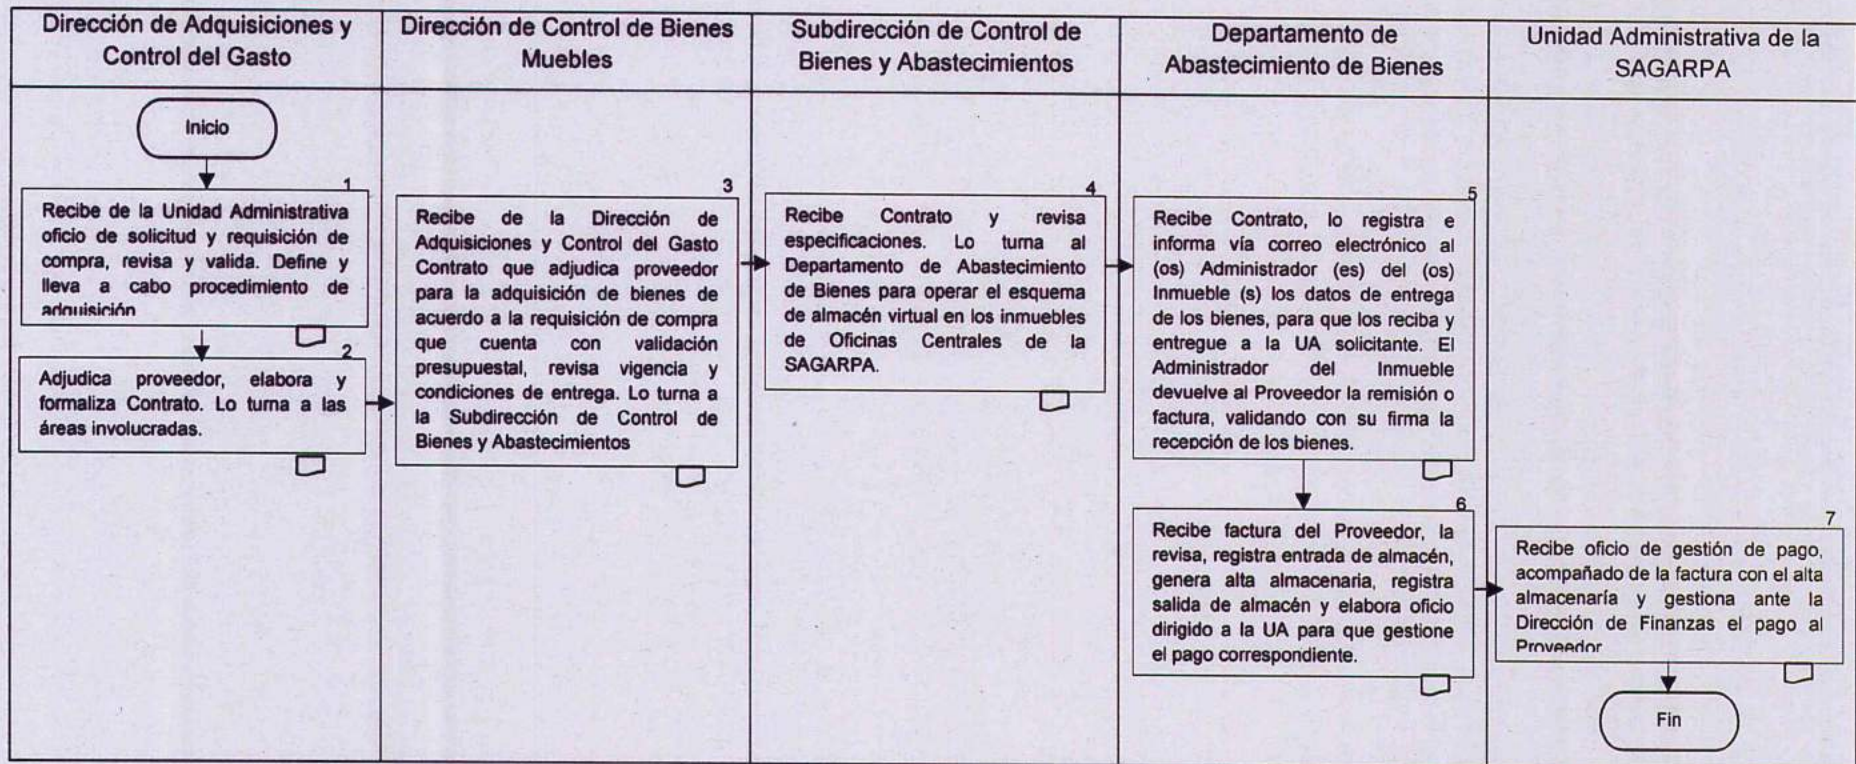 Dirección de Adquisiciones y
Control del Gasto
Dirección de Control de Bienes
Muebles
Subdirección de Control de
Bienes y Abastecimientos
Departamento de
Abastecimiento de Bienes
Unidad Administrativa de la
SAGARPA
Inicio
1
Recibe de la Unidad Administrativa
oficio de solicitud y requisición de
compra, revisa y valida. Define y
lleva a cabo procedimiento de
adquisición
2
Adjudica proveedor, elabora y
formaliza Contrato. Lo turna a las
áreas involucradas.
3
Recibe de la Dirección de
Adquisiciones y Control del Gasto
Contrato que adjudica proveedor
para la adquisición de bienes de
acuerdo a la requisición de compra
que cuenta con validación
presupuestal, revisa vigencia y
condiciones de entrega. Lo turna a
la Subdirección de Control de
Bienes y Abastecimientos
4
Recibe Contrato y revisa
especificaciones. Lo turna al
Departamento de Abastecimiento
de Bienes para operar el esquema
de almacén virtual en los inmuebles
de Oficinas Centrales de la
SAGARPA.
5
Recibe Contrato, lo registra e
informa vía correo electrónico al
(os) Administrador (es) del (os)
Inmueble (s) los datos de entrega
de los bienes, para que los reciba y
entregue a la UA solicitante. El
Administrador del Inmueble
devuelve al Proveedor la remisión o
factura, validando con su firma la
recepción de los bienes.
6
Recibe factura del Proveedor, la
revisa, registra entrada de almacén,
genera alta almacenaria, registra
salida de almacén y elabora oficio
dirigido a la UA para que gestione
el pago correspondiente.
7
Recibe oficio de gestión de pago,
acompañado de la factura con el alta
almacenaría y gestiona ante la
Dirección de Finanzas el pago al
Proveedor
Fin